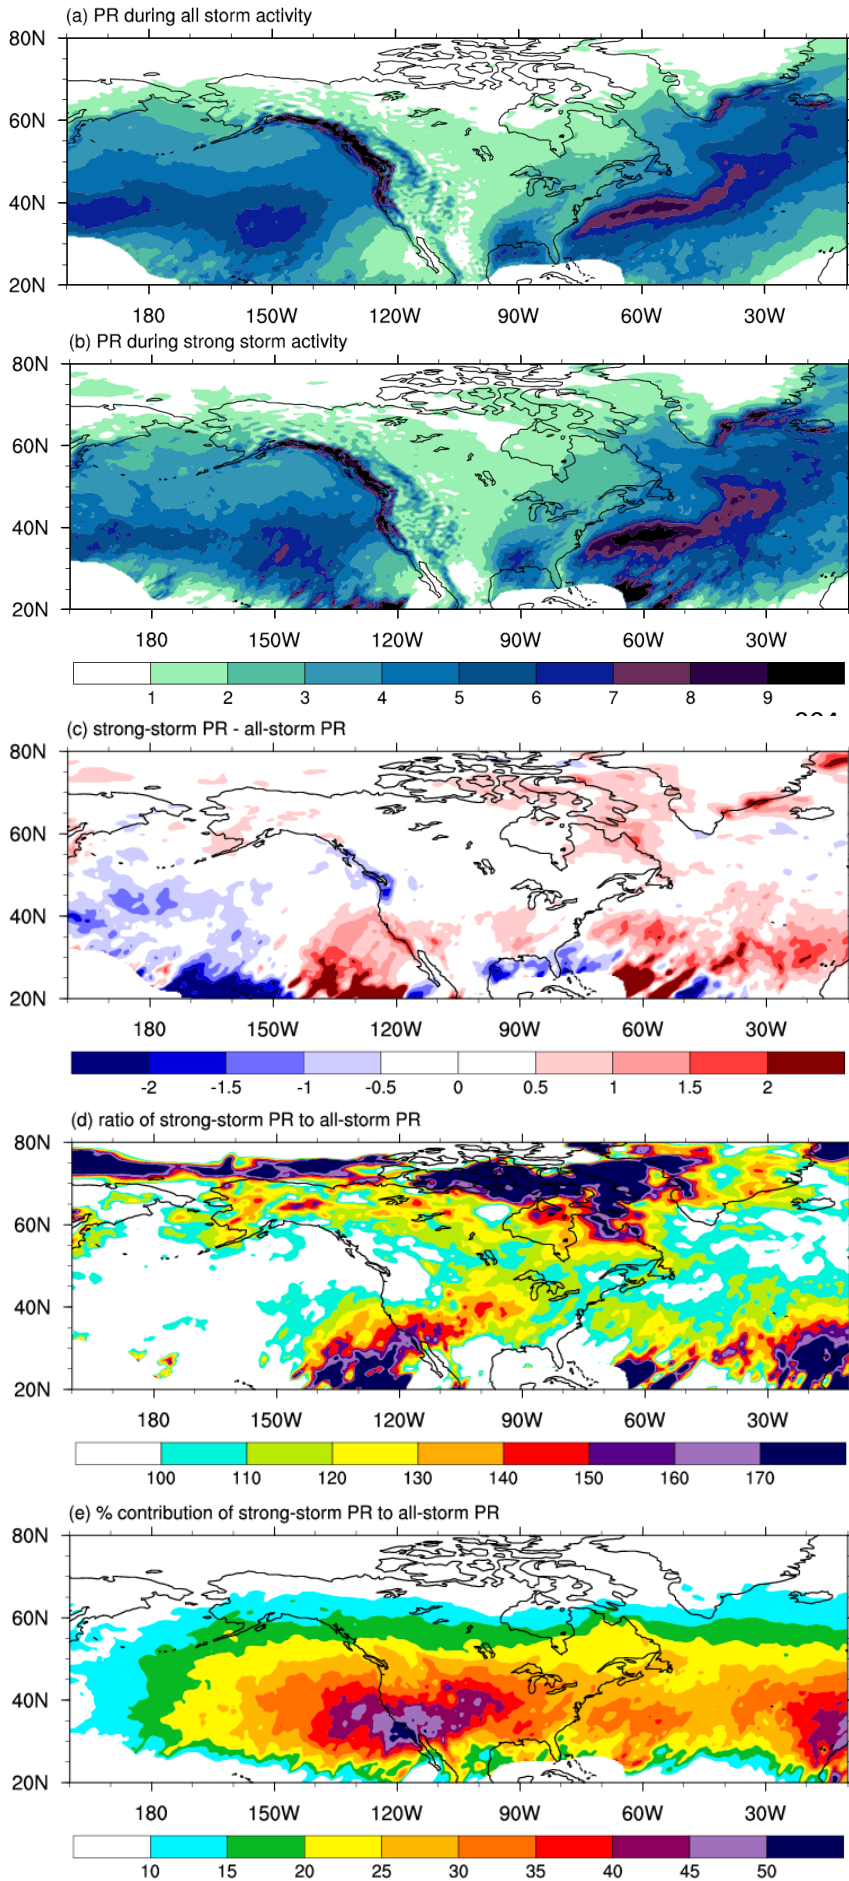 (a) PR during all storm activity
80N
60N
40N
20N
180 150W 120W 90W 60W 30W
(b) PR during strong storm activity
80N
60N
40N
20N
180 150W 120W 90W 60W 30W
1 2 3 4 5 6 7 8 9
(c) strong-storm PR - all-storm PR
80N
60N
40N
20N
180 150W 120W 90W 60W 30W
-2 -1.5 -1 -0.5 0 0.5 1 1.5 2
(d) ratio of strong-storm PR to all-storm PR
80N
60N
40N
20N
180 150W 120W 90W 60W 30W
100 110 120 130 140 150 160 170
(e) % contribution of strong-storm PR to all-storm PR
80N
60N
40N
20N
180 150W 120W 90W 60W 30W
10 15 20 25 30 35 40 45 50